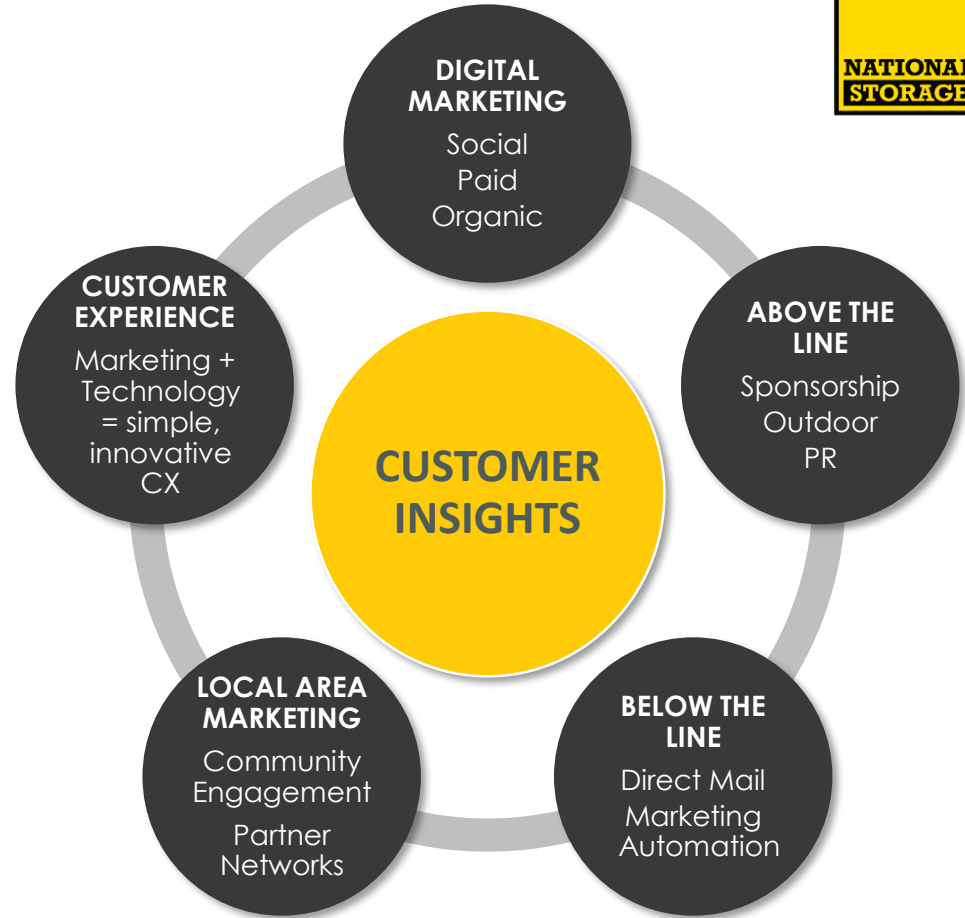 NATIONAL
STORAGE
DIGITAL
MARKETING
Social
Paid
Organic
CUSTOMER
EXPERIENCE
Marketing +
Technology
= simple,
innovative
CX
ABOVE THE
LINE
Sponsorship
Outdoor
PR
CUSTOMER
INSIGHTS
LOCAL AREA
MARKETING
Community
Engagement
Partner
Networks
BELOW THE
LINE
Direct Mail
Marketing
Automation